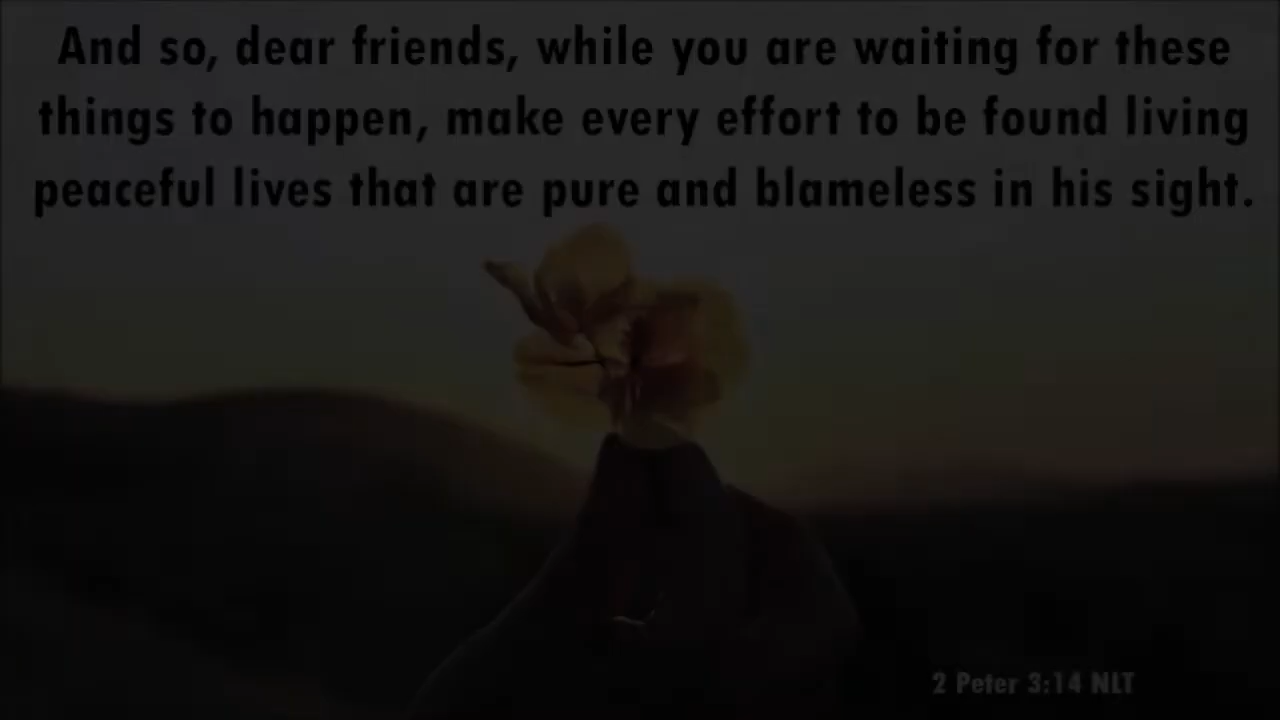 And so, dear friends, while you are waiting for these
things to happen, make every effort to be found living
peaceful lives that are pure and blameless in his sight.
2 Peter 3:14 NLT